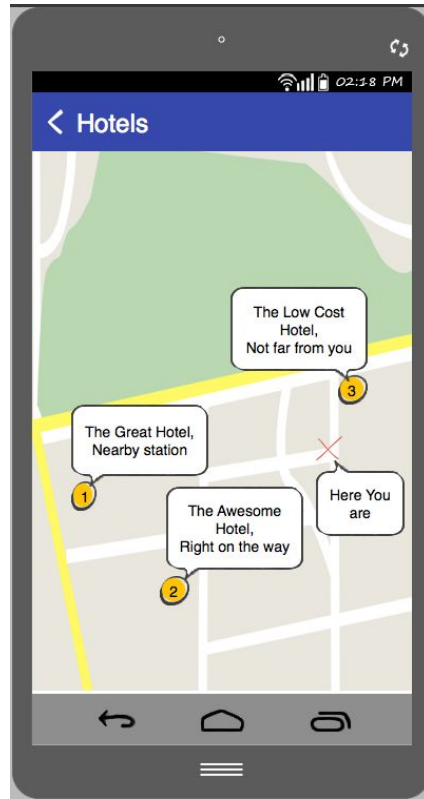 02:18 PM
Hotels
The Low Cost
Hotel,
Not far from you
3
The Great Hotel,
Nearby station
1
Here You
are
The Awesome
Hotel,
Right on the way
2